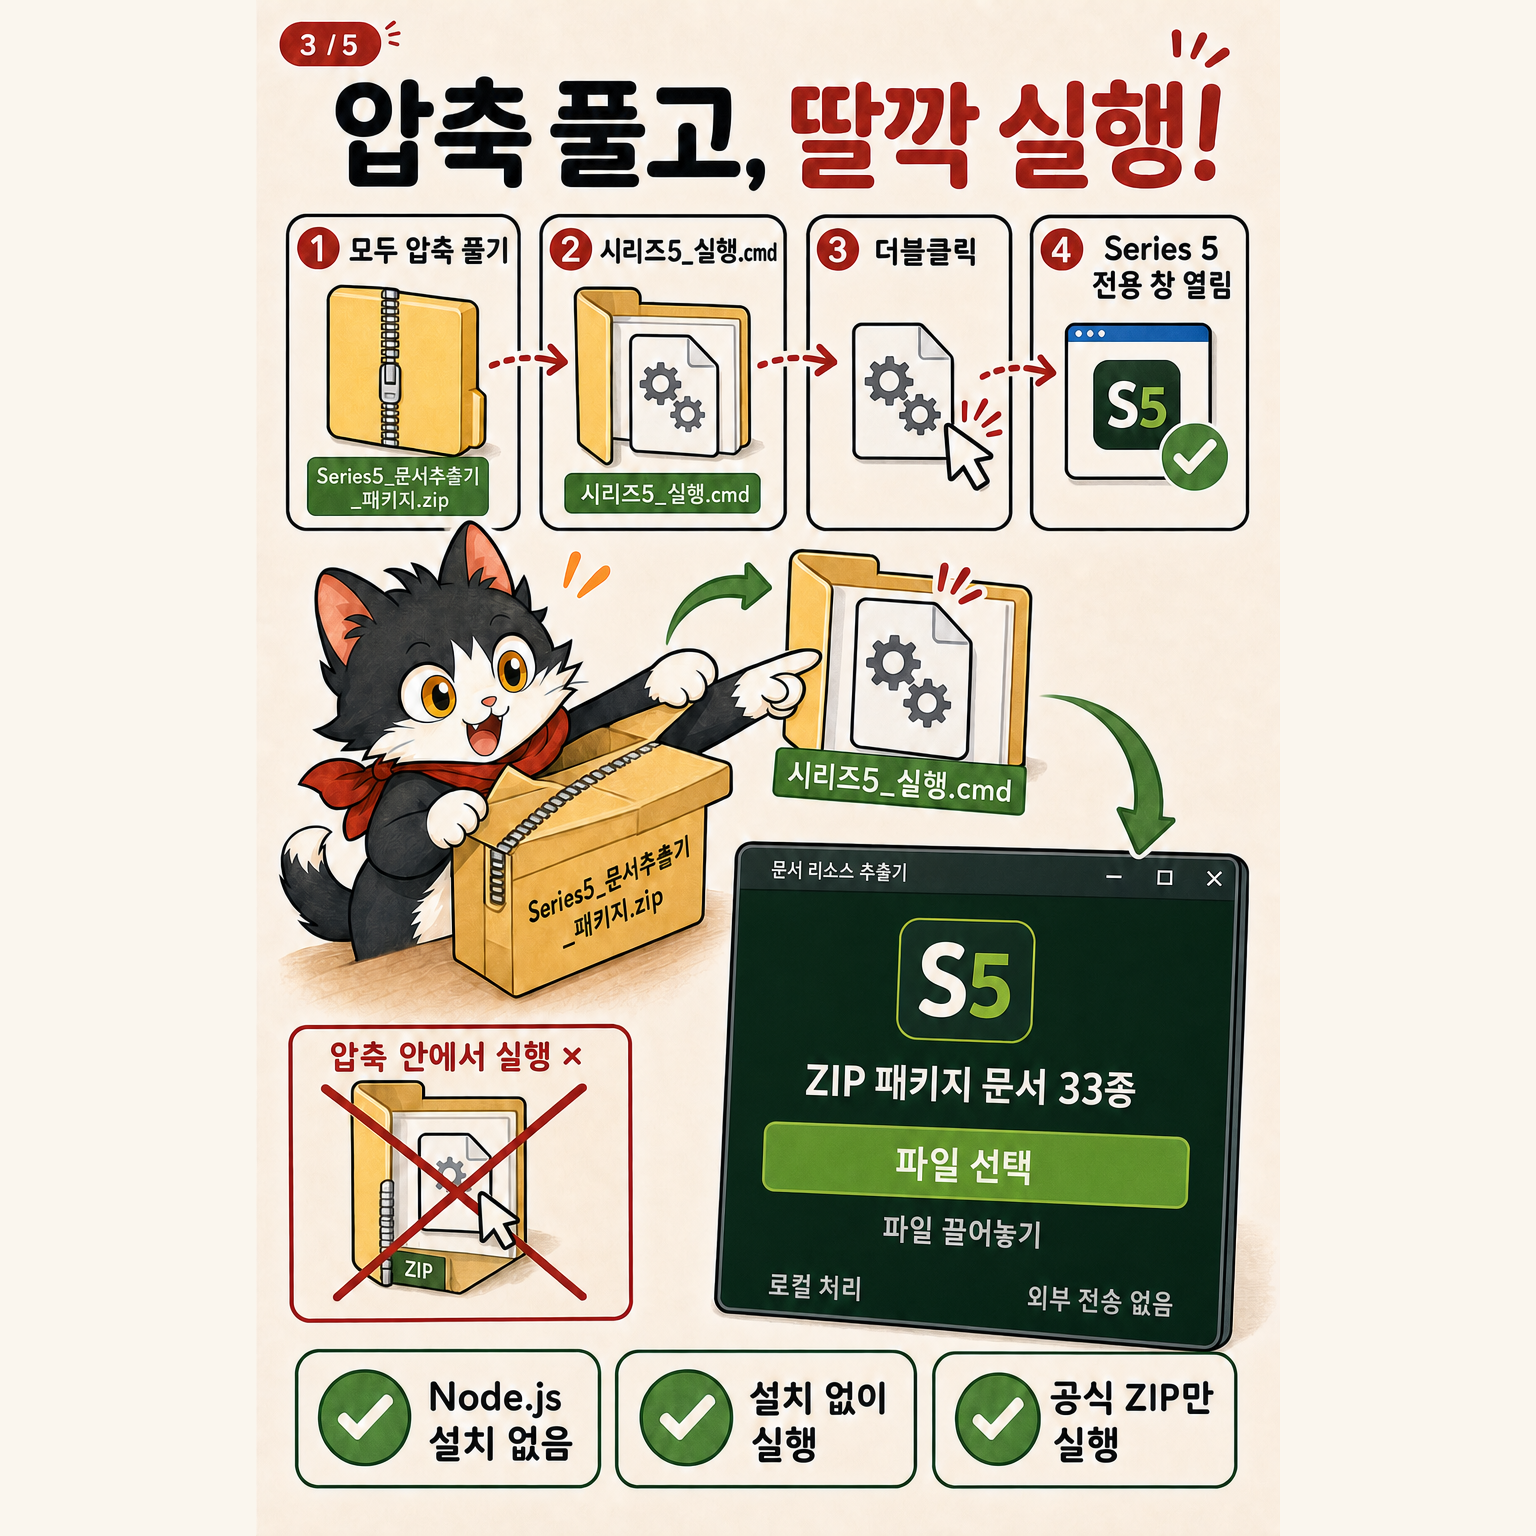 3 / 5
압축 풀고, 딸깍 실행!
1 모두 압축 풀기
Series5_문서추출기
_패키지.zip
2 시리즈5_실행.cmd
시리즈5_실행.cmd
3 더블클릭
4 Series 5
전용 창 열림
S5
시리즈5_실행.cmd
Series5_문서추출기
_패키지.zip
문서 리소스 추출기
S5
ZIP 패키지 문서 33종
파일 선택
파일 끌어놓기
로컬 처리
외부 전송 없음
압축 안에서 실행 ×
ZIP
Node.js
설치 없음
설치 없이
실행
공식 ZIP만
실행